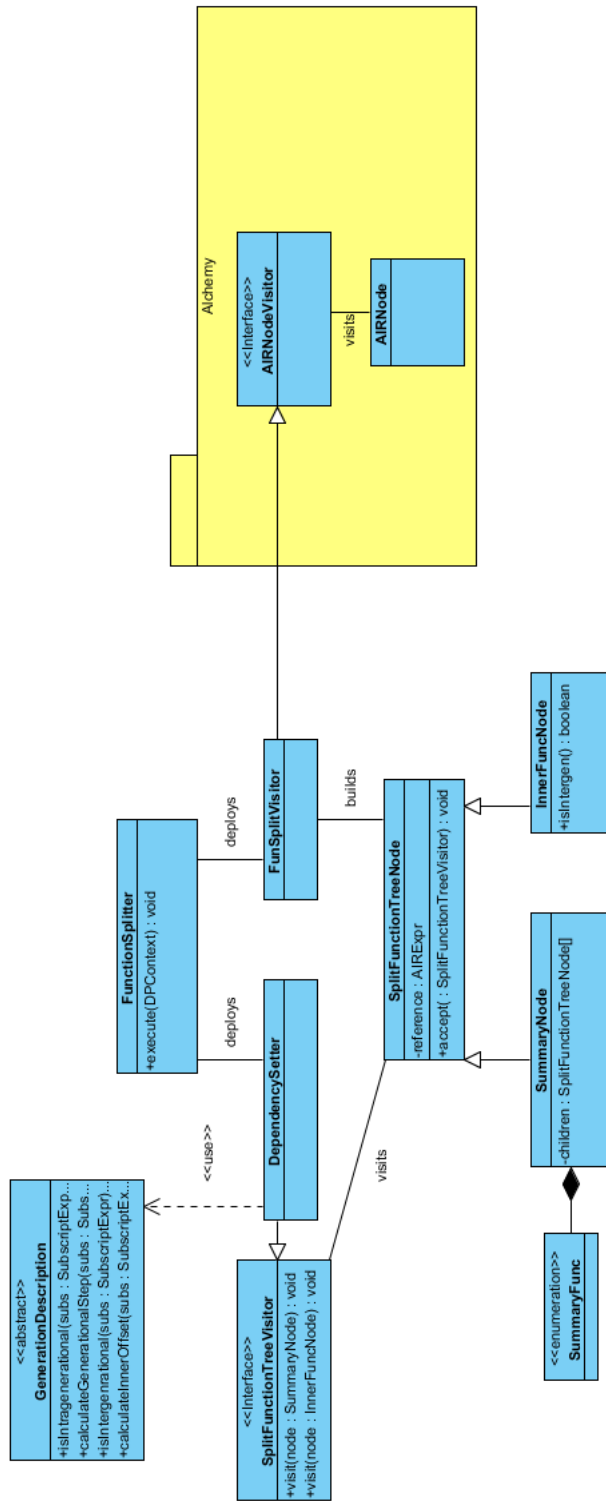 <<abstract>>
GenerationDescription
+isIntragenerational(subs : SubscriptExp...
+calculateGenerationalStep(subs : Subs...
+isIntergenrational(subs : SubscriptExpr)...
+calculateInnerOffset(subs : SubscriptEx...
FunctionSplitter
+execute(DPContext) : void
<<use>>
deploys
deploys
Alchemy
<<Interface>>
SplitFunctionTreeVisitor
+visit(node : SummaryNode) : void
+visit(node : InnerFuncNode) : void
DependencySetter
FunSplitVisitor
<<Interface>>
AIRNodeVisitor
visits
builds
visits
SplitFunctionTreeNode
-reference : AIRExpr
+accept( : SplitFunctionTreeVisitor) : void
AIRNode
<<enumeration>>
SummaryFunc
SummaryNode
-children : SplitFunctionTreeNode[]
InnerFuncNode
+isIntergen() : boolean